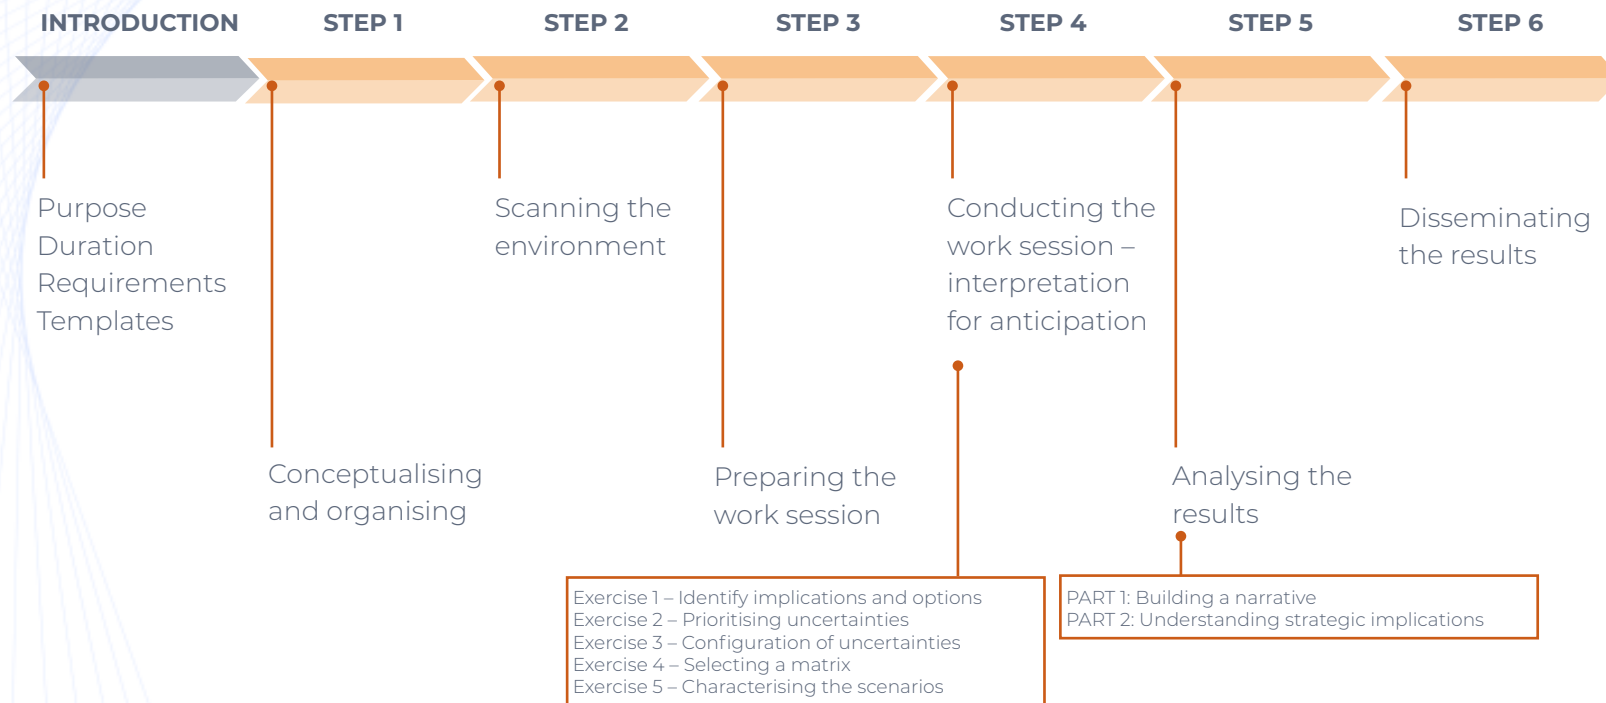 INTRODUCTION
STEP 1
STEP 2
STEP 3
STEP 4
STEP 5
STEP 6
Purpose
Duration
Requirements
Templates
Conceptualising
and organising
Scanning the
environment
Preparing the
work session
Conducting the
work session –
interpretation
for anticipation
Exercise 1 – Identify implications and options
Exercise 2 – Prioritising uncertainties
Exercise 3 – Configuration of uncertainties
Exercise 4 – Selecting a matrix
Exercise 5 – Characterising the scenarios
Analysing the
results
PART 1: Building a narrative
PART 2: Understanding strategic implications
Disseminating
the results